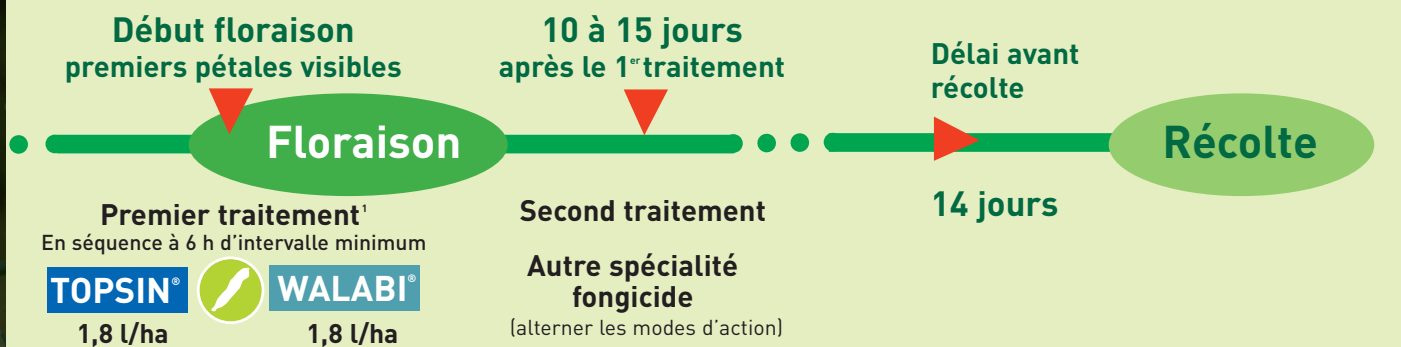 Début floraison
premiers pétales visibles
10 à 15 jours
après le 1er traitement
Délai avant
récolte
Floraison
Récolte
14 jours
Premier traitement¹
En séquence à 6 h d'intervalle minimum
TOPSIN® WALABI®
1,8 l/ha 1,8 l/ha
Second traitement
Autre spécialité
fongicide
(alterner les modes d'action)